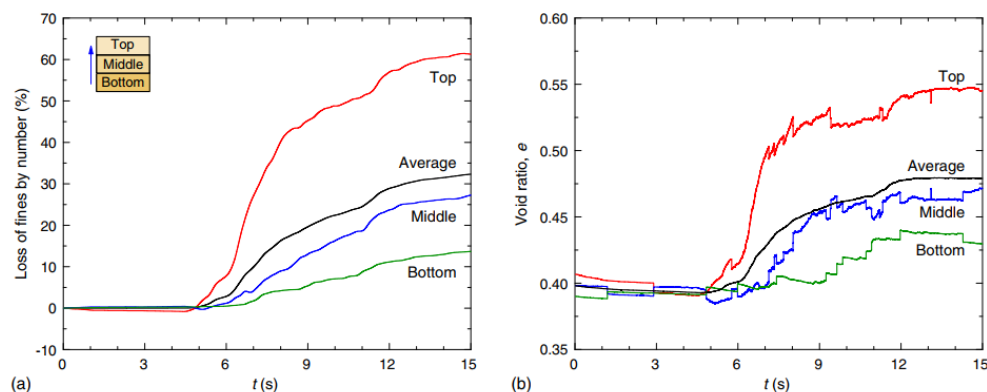 70
60
50
40
30
20
10
0
-10
Loss of fines by number (%)
Top
Middle
Bottom
Top
Average
Middle
Bottom
0 3 6 9 12 15
t (s)
(a)
0.60
0.55
0.50
0.45
0.40
0.35
Void ratio, e
Top
Average
Middle
Bottom
0 3 6 9 12 15
t (s)
(b)